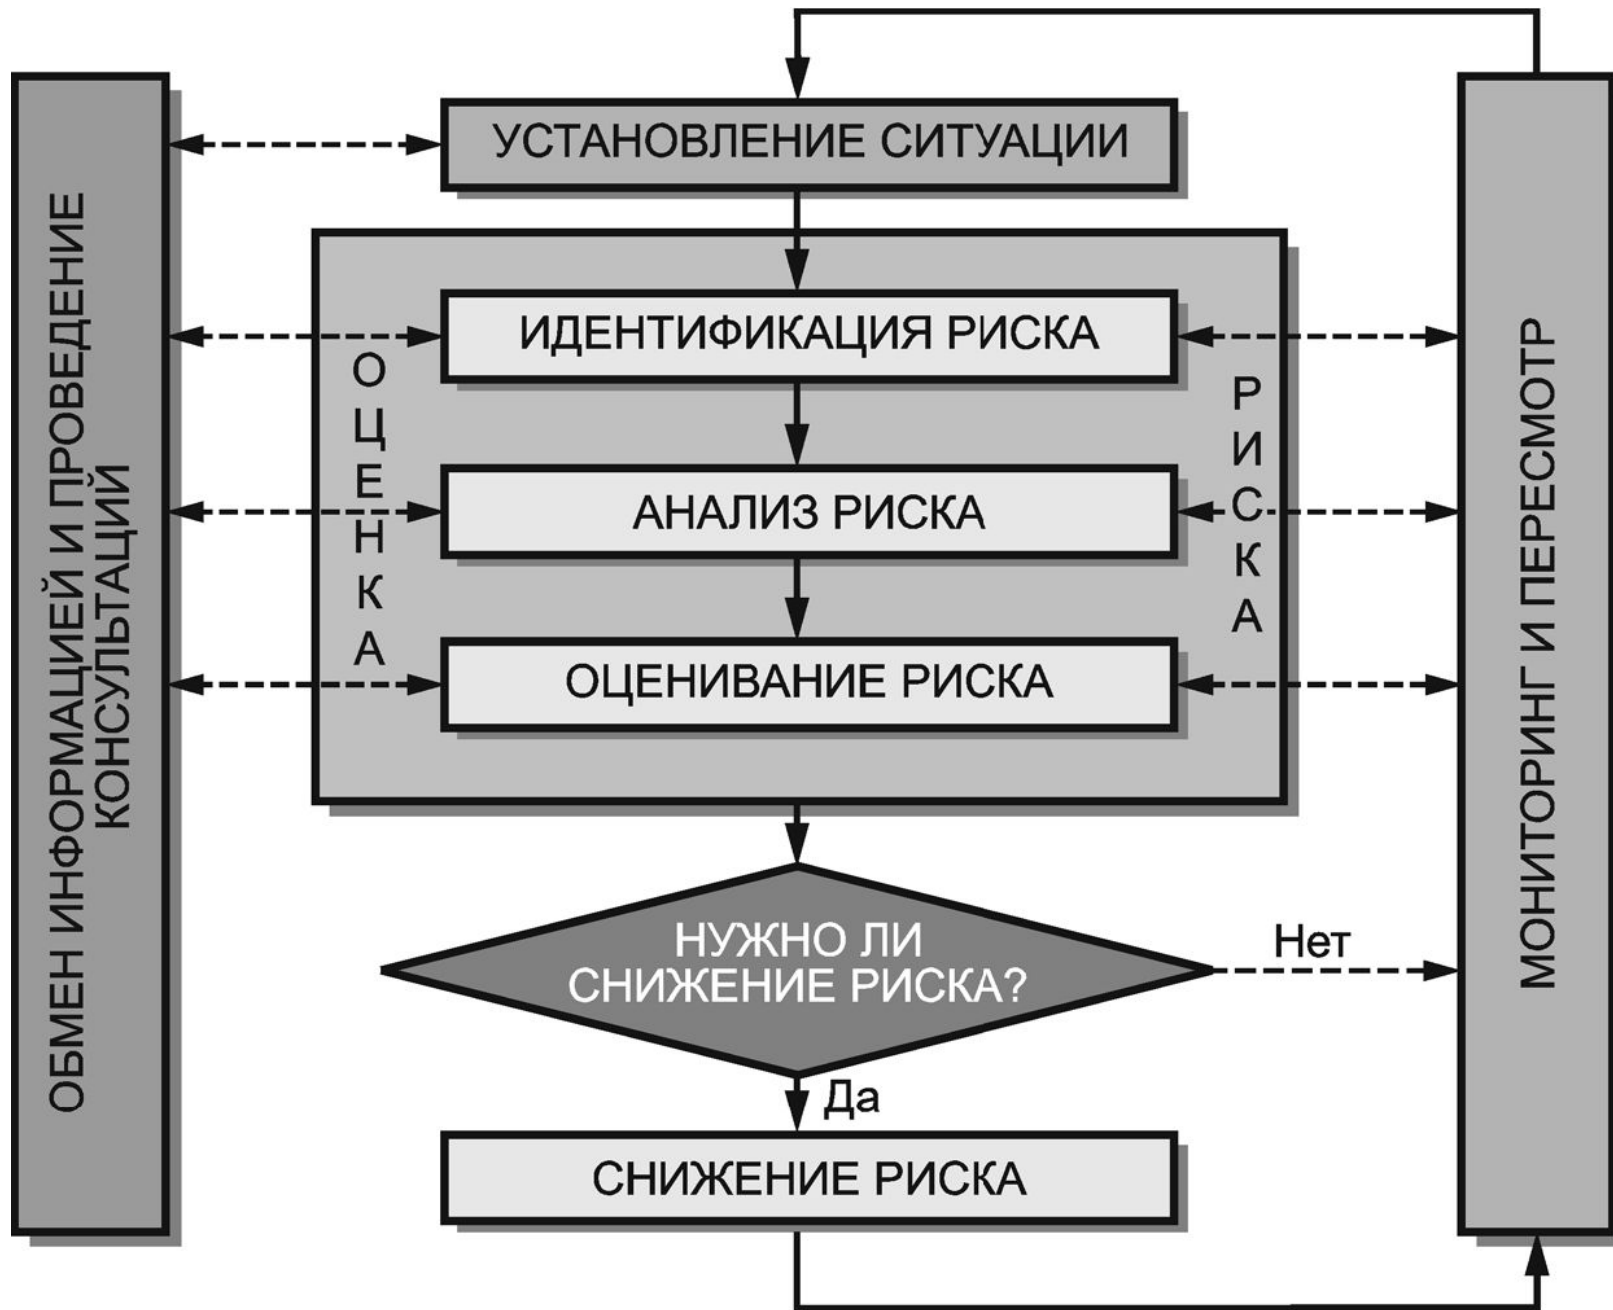 УСТАНОВЛЕНИЕ СИТУАЦИИ
ОБМЕН ИНФОРМАЦИЕЙ И ПРОВЕДЕНИЕ
КОНСУЛЬТАЦИЙ
ОЦЕНКА
РИСКА
ИДЕНТИФИКАЦИЯ РИСКА
АНАЛИЗ РИСКА
ОЦЕНИВАНИЕ РИСКА
МОНИТОРИНГ И ПЕРЕСМОТР
НУЖНО ЛИ
СНИЖЕНИЕ РИСКА?
Нет
Да
СНИЖЕНИЕ РИСКА